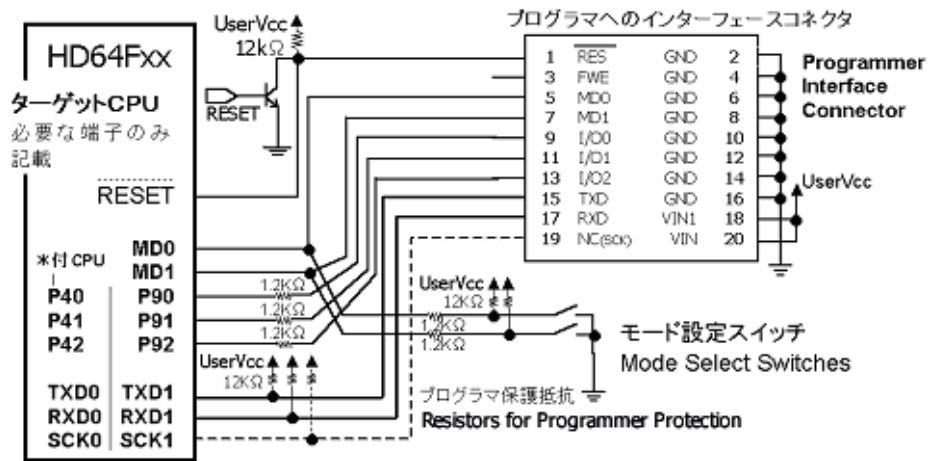 プログラマへのインターフェースコネクタ
UserVcc
12kΩ
HD64Fxx
ターゲットCPU
必要な端子のみ
記載
RESET
RESET
1 RES GND 2
3 FWE GND 4
5 MD0 GND 6
7 MD1 GND 8
9 I/O0 GND 10
11 I/O1 GND 12
13 I/O2 GND 14
15 TXD GND 16
17 RXD VIN1 18
19 NC(SCK) VIN 20
Programmer
Interface
Connector
UserVcc
MD0
*付CPU
MD1
P40 P90
P41 P91
P42 P92
1.2KΩ
1.2KΩ
1.2KΩ
UserVcc
12KΩ
1.2KΩ
1.2KΩ
モード設定スイッチ
Mode Select Switches
UserVcc
12KΩ
TXD0 TXD1
RXD0 RXD1
SCK0 SCK1
プログラマ保護抵抗
Resistors for Programmer Protection